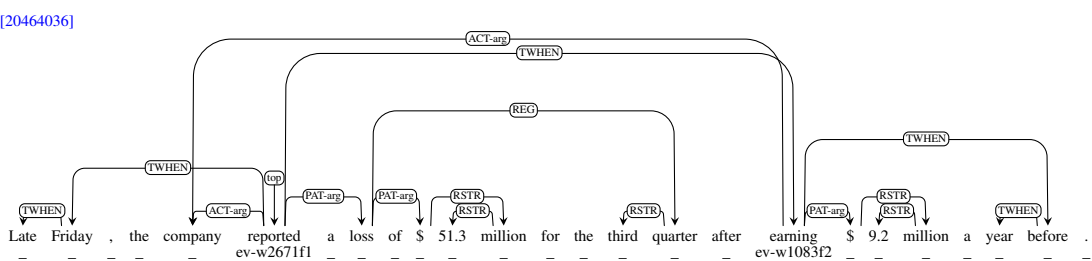 [20464036]
ACT-arg
TWHEN
REG
TWHEN
TWHEN
top
PAT-arg PAT-arg RSTR RSTR
TWHEN ACT-arg RSTR RSTR PAT-arg RSTR TWHEN
Late Friday , the company reported a loss of $ 51.3 million for the third quarter after earning $ 9.2 million a year before .
_ _ _ _ _ ev-w2671f1 _ _ _ _ _ _ _ _ _ _ _ ev-w1083f2 _ _ _ _ _ _ _